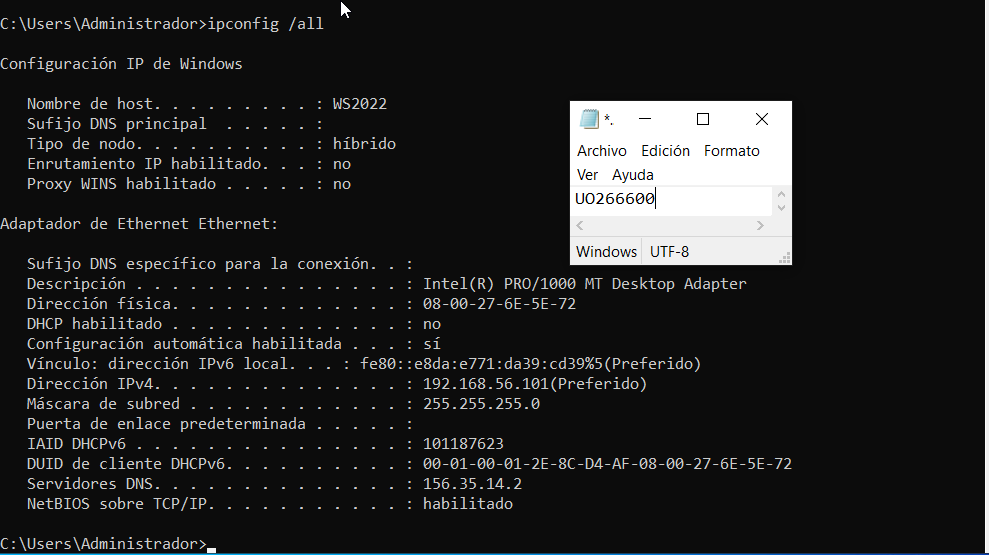 C:\Users\Administrador>ipconfig /all
Configuración IP de Windows
Nombre de host. . . . . . . . . : WS2022
Sufijo DNS principal  . . . . . :
Tipo de nodo. . . . . . . . . . : híbrido
Enrutamiento IP habilitado. . . : no
Proxy WINS habilitado . . . . . : no
Adaptador de Ethernet Ethernet:
Sufijo DNS específico para la conexión. . :
Descripción . . . . . . . . . . . . . . . : Intel(R) PRO/1000 MT Desktop Adapter
Dirección física. . . . . . . . . . . . . : 08-00-27-6E-5E-72
DHCP habilitado . . . . . . . . . . . . . : no
Configuración automática habilitada . . . : sí
Vínculo: dirección IPv6 local. . . : fe80::e8da:e771:da39:cd39%5(Preferido)
Dirección IPv4. . . . . . . . . . . . . . : 192.168.56.101(Preferido)
Máscara de subred . . . . . . . . . . . . : 255.255.255.0
Puerta de enlace predeterminada . . . . . :
IAID DHCPv6 . . . . . . . . . . . . . . . : 101187623
DUID de cliente DHCPv6. . . . . . . . . . : 00-01-00-01-2E-8C-D4-AF-08-00-27-6E-5E-72
Servidores DNS. . . . . . . . . . . . . . : 156.35.14.2
NetBIOS sobre TCP/IP. . . . . . . . . . . : habilitado
C:\Users\Administrador>
*.
Archivo Edición Formato
Ver Ayuda
UO266600
Windows UTF-8